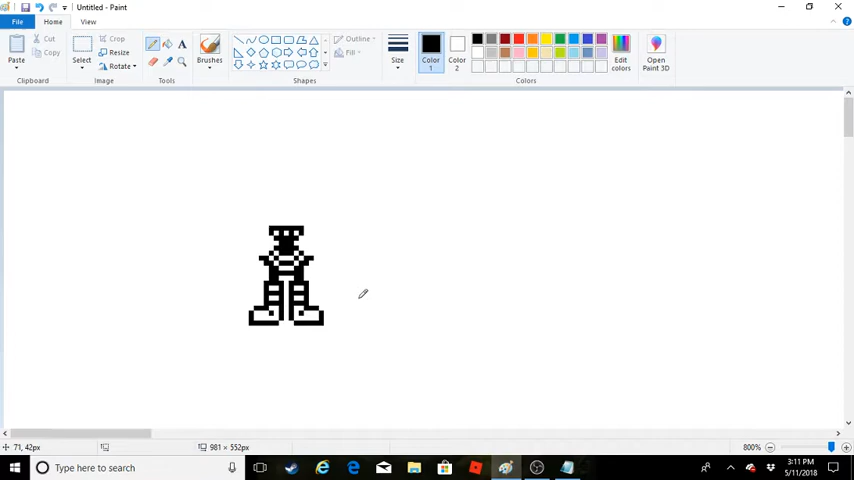 Untitled - Paint
File
Home
View
Paste
Cut
Copy
Clipboard
Select
Crop
Resize
Rotate
Image
A
Tools
Brushes
Outline
Fill
Shapes
Size
Color 1
Color 2
Edit colors
Colors
Open Paint 3D
71, 42px
981 × 552px
800%
Type here to search
3:11 PM
5/11/2018